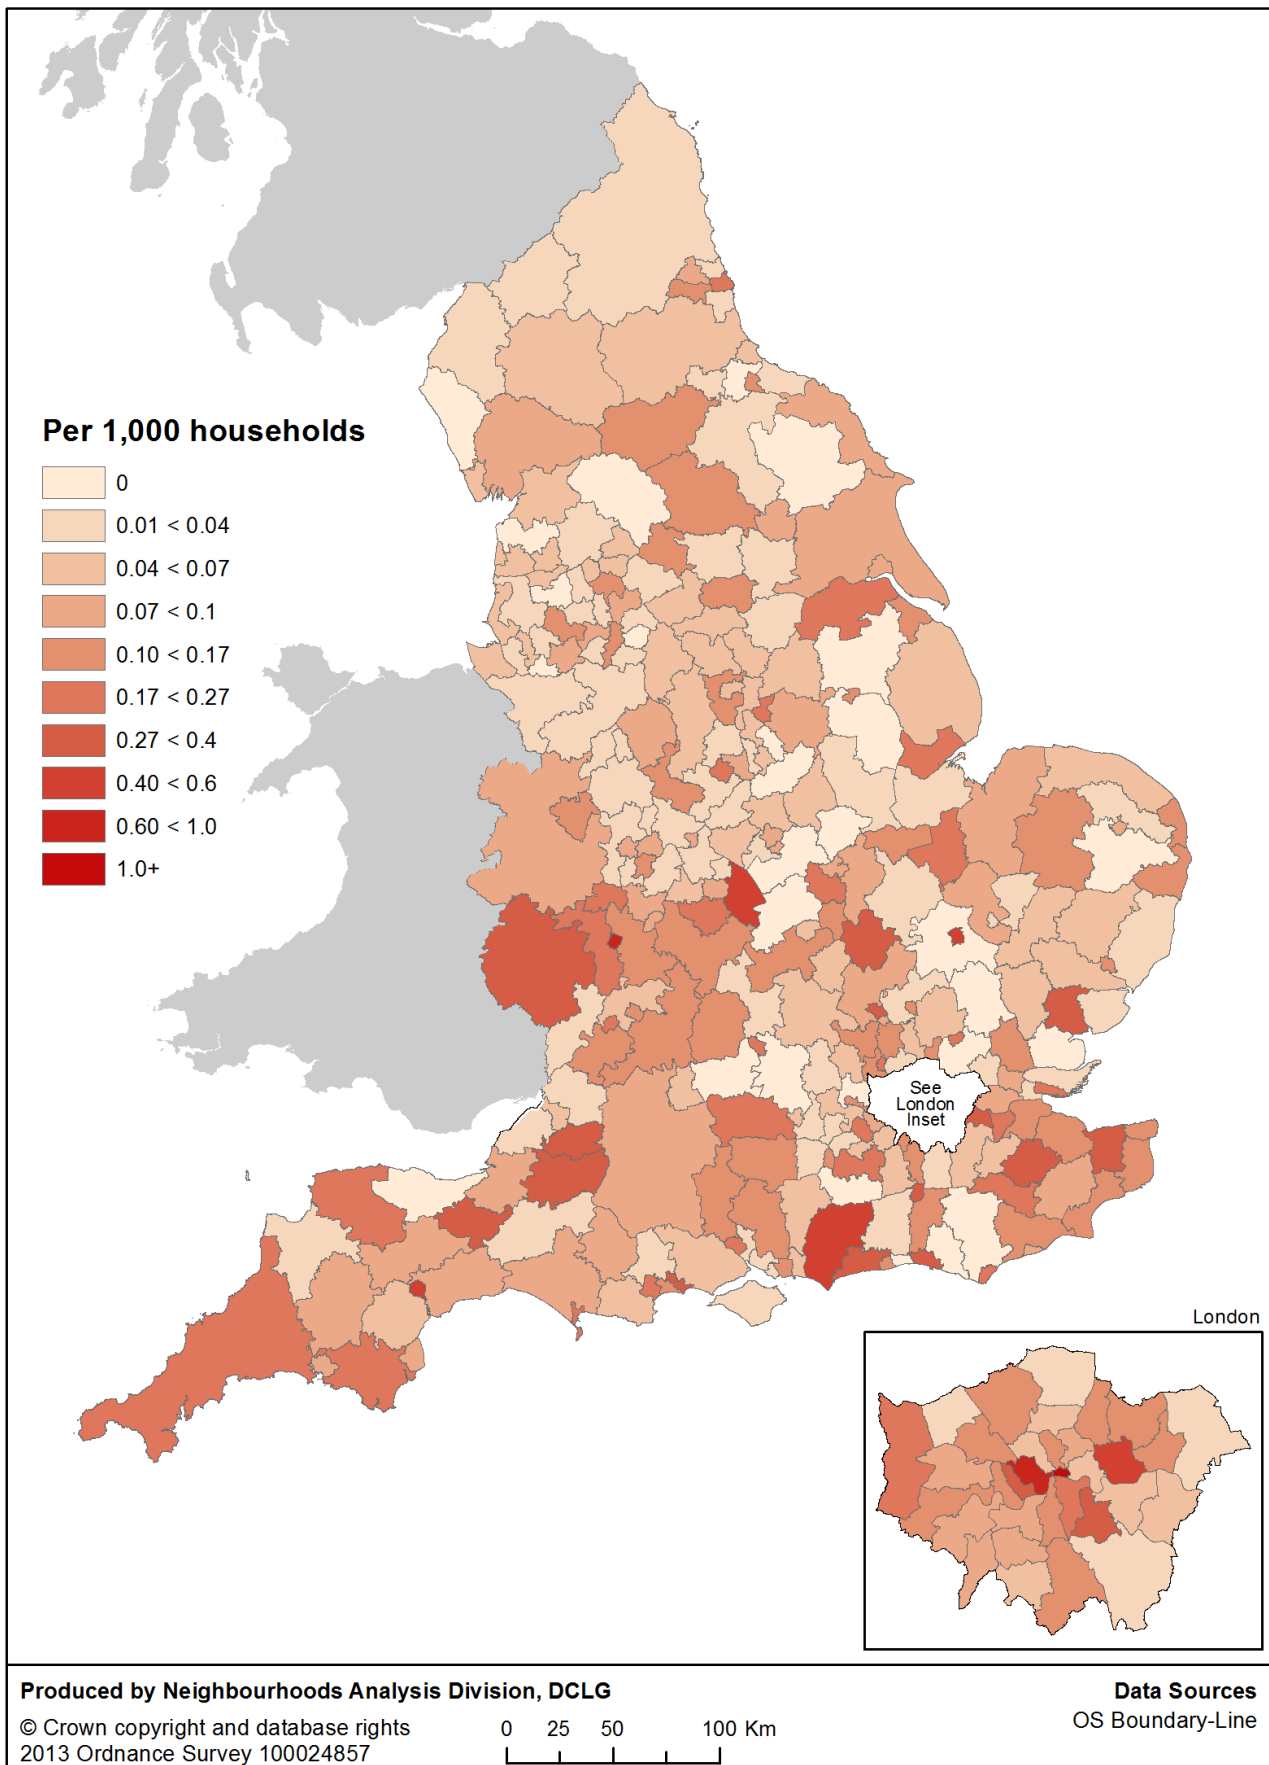 Per 1,000 households
0
0.01 < 0.04
0.04 < 0.07
0.07 < 0.1
0.10 < 0.17
0.17 < 0.27
0.27 < 0.4
0.40 < 0.6
0.60 < 1.0
1.0+
See
London
Inset
London
Produced by Neighbourhoods Analysis Division, DCLG
© Crown copyright and database rights
2013 Ordnance Survey 100024857
0 25 50 100 Km
Data Sources
OS Boundary-Line